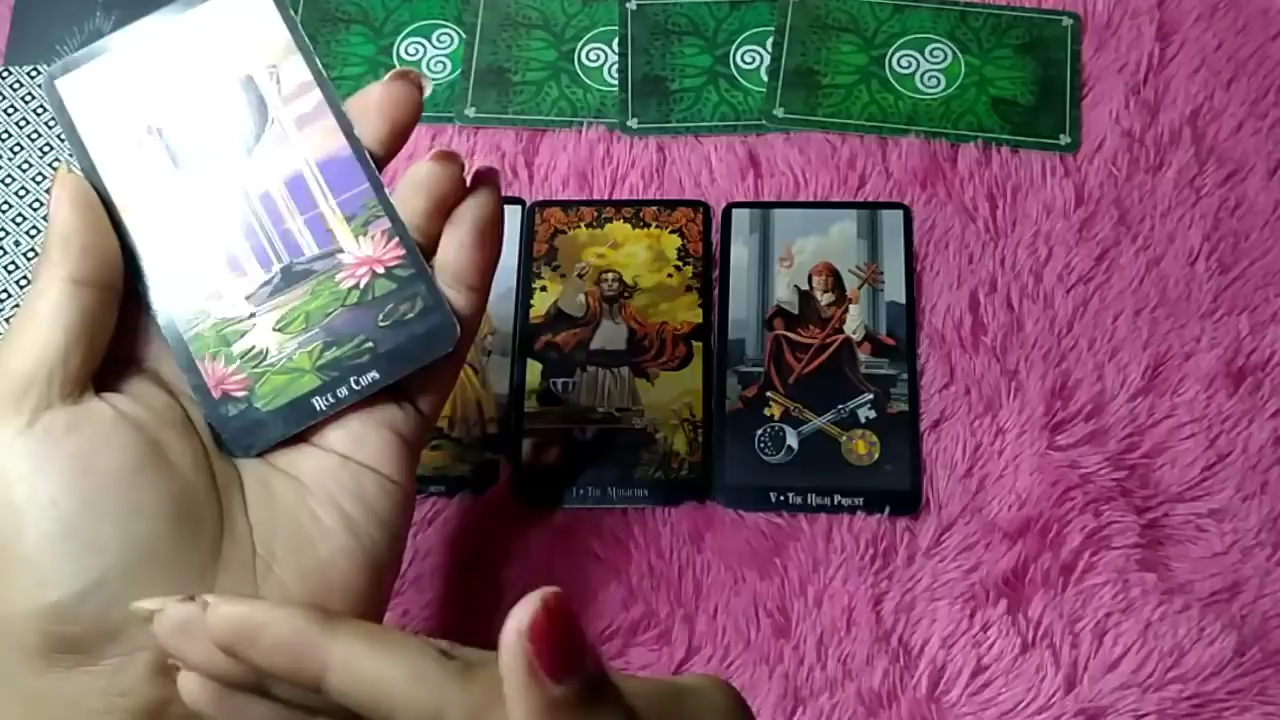 Ace of Cups
I • The Magician
V • The High Priest